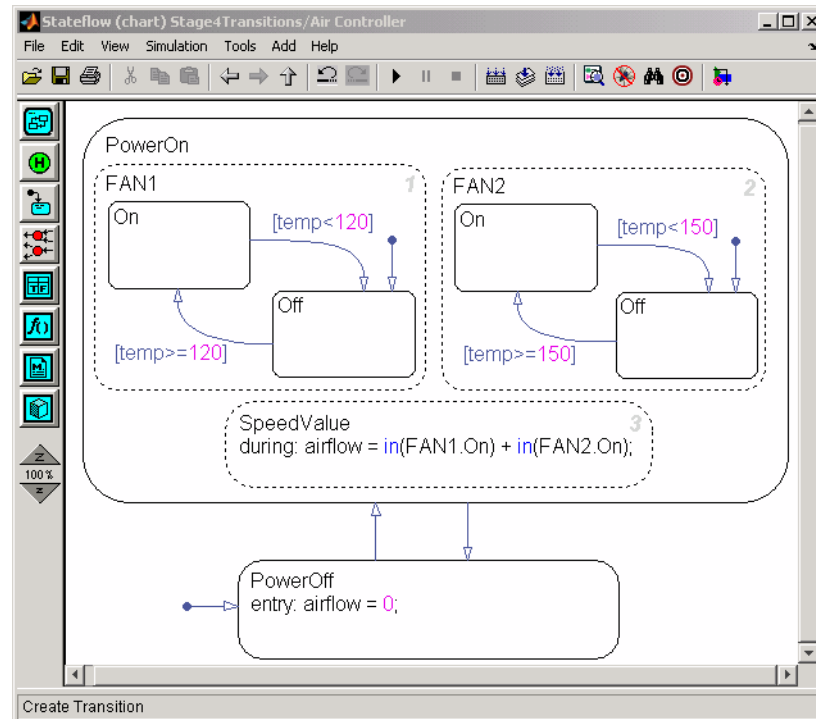 Stateflow (chart) Stage4Transitions/Air Controller
File Edit View Simulation Tools Add Help
PowerOn
FAN1 1
On
[temp<120]
Off
[temp>=120]
FAN2 2
On
[temp<150]
Off
[temp>=150]
SpeedValue 3
during: airflow = in(FAN1.On) + in(FAN2.On);
PowerOff
entry: airflow = 0;
H
TF
f()
M
Z
100%
z
Create Transition